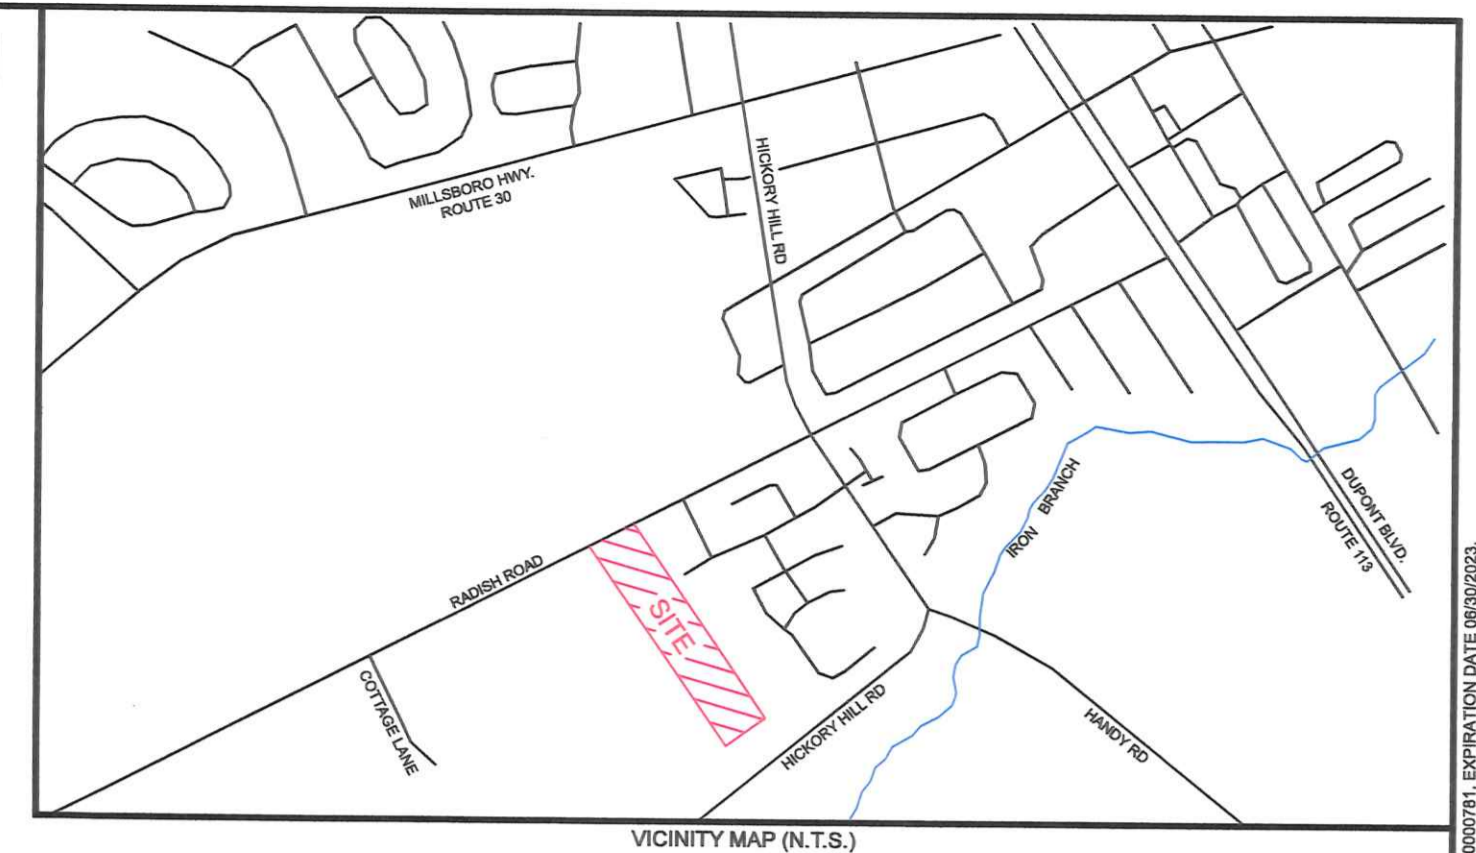 MILLSBORO HWY.
ROUTE 30
HICKORY HILL RD
RADISH ROAD
SITE
COTTAGE LANE
HICKORY HILL RD
IRON BRANCH
HANDY RD
DUPONT BLVD.
ROUTE 113
VICINITY MAP (N.T.S.)
0000781, EXPIRATION DATE 06/30/2023.